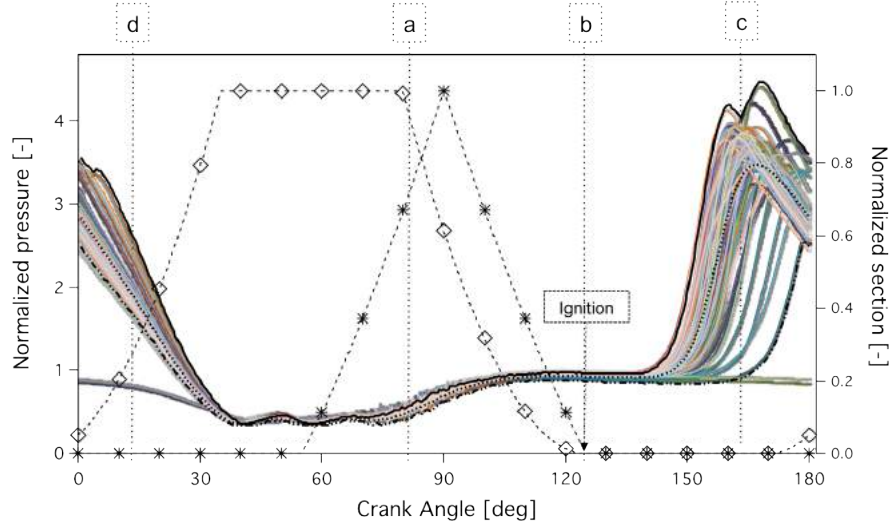 d a b c
Normalized pressure [-]
4
3
2
1
0
Ignition
1.0
0.8
0.6
0.4
0.2
0.0
Normalized section [-]
0 30 60 90 120 150 180
Crank Angle [deg]